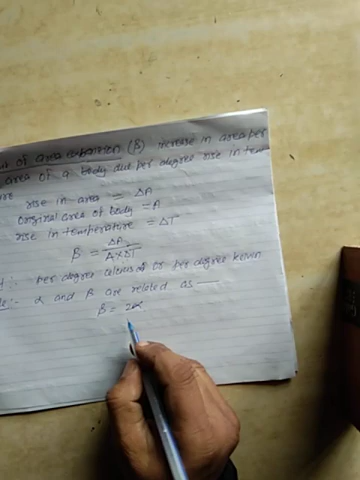 of area expansion (β) increase in area per
area of a body due per degree rise in tem
rise in area = ΔA
original area of body = A
rise in temperature = ΔT
β = ΔA / A×ΔT
:- per degree celcius or per degree kelvin
:- α and β are related as ___
β = 2α